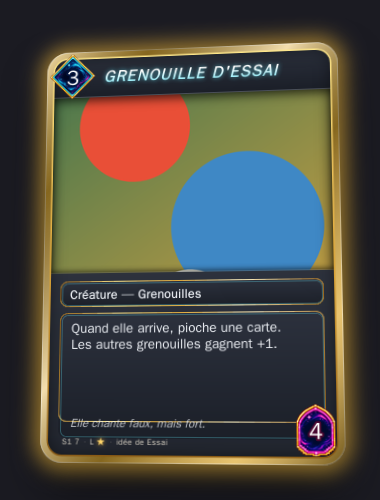 3
GRENOUILLE D'ESSAI
Créature — Grenouilles
Quand elle arrive, pioche une carte.
Les autres grenouilles gagnent +1.
Elle chante faux, mais fort.
S1 7 L★ idée de Essai
4